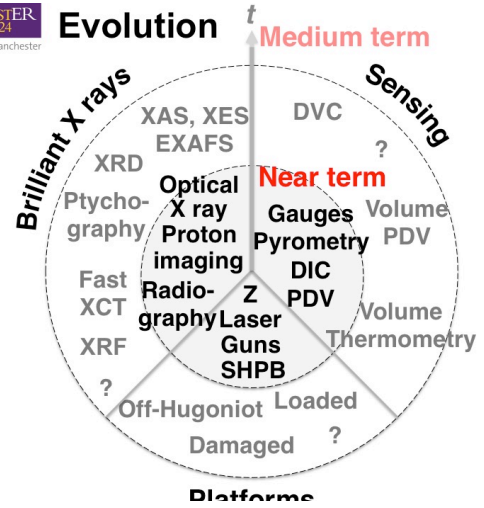 STER
24
anchester
Evolution
t
Medium term
Brilliant X rays
Sensing
XAS, XES
EXAFS
XRD
Ptycho-
graphy
Fast
XCT
XRF
?
Optical
X ray
Proton
imaging
Radio-
graphy
Near term
Gauges
Pyrometry
DIC
PDV
DVC
?
Volume
PDV
Volume
Thermometry
Z
Laser
Guns
SHPB
Off-Hugoniot
Loaded
Damaged
?
Platforms